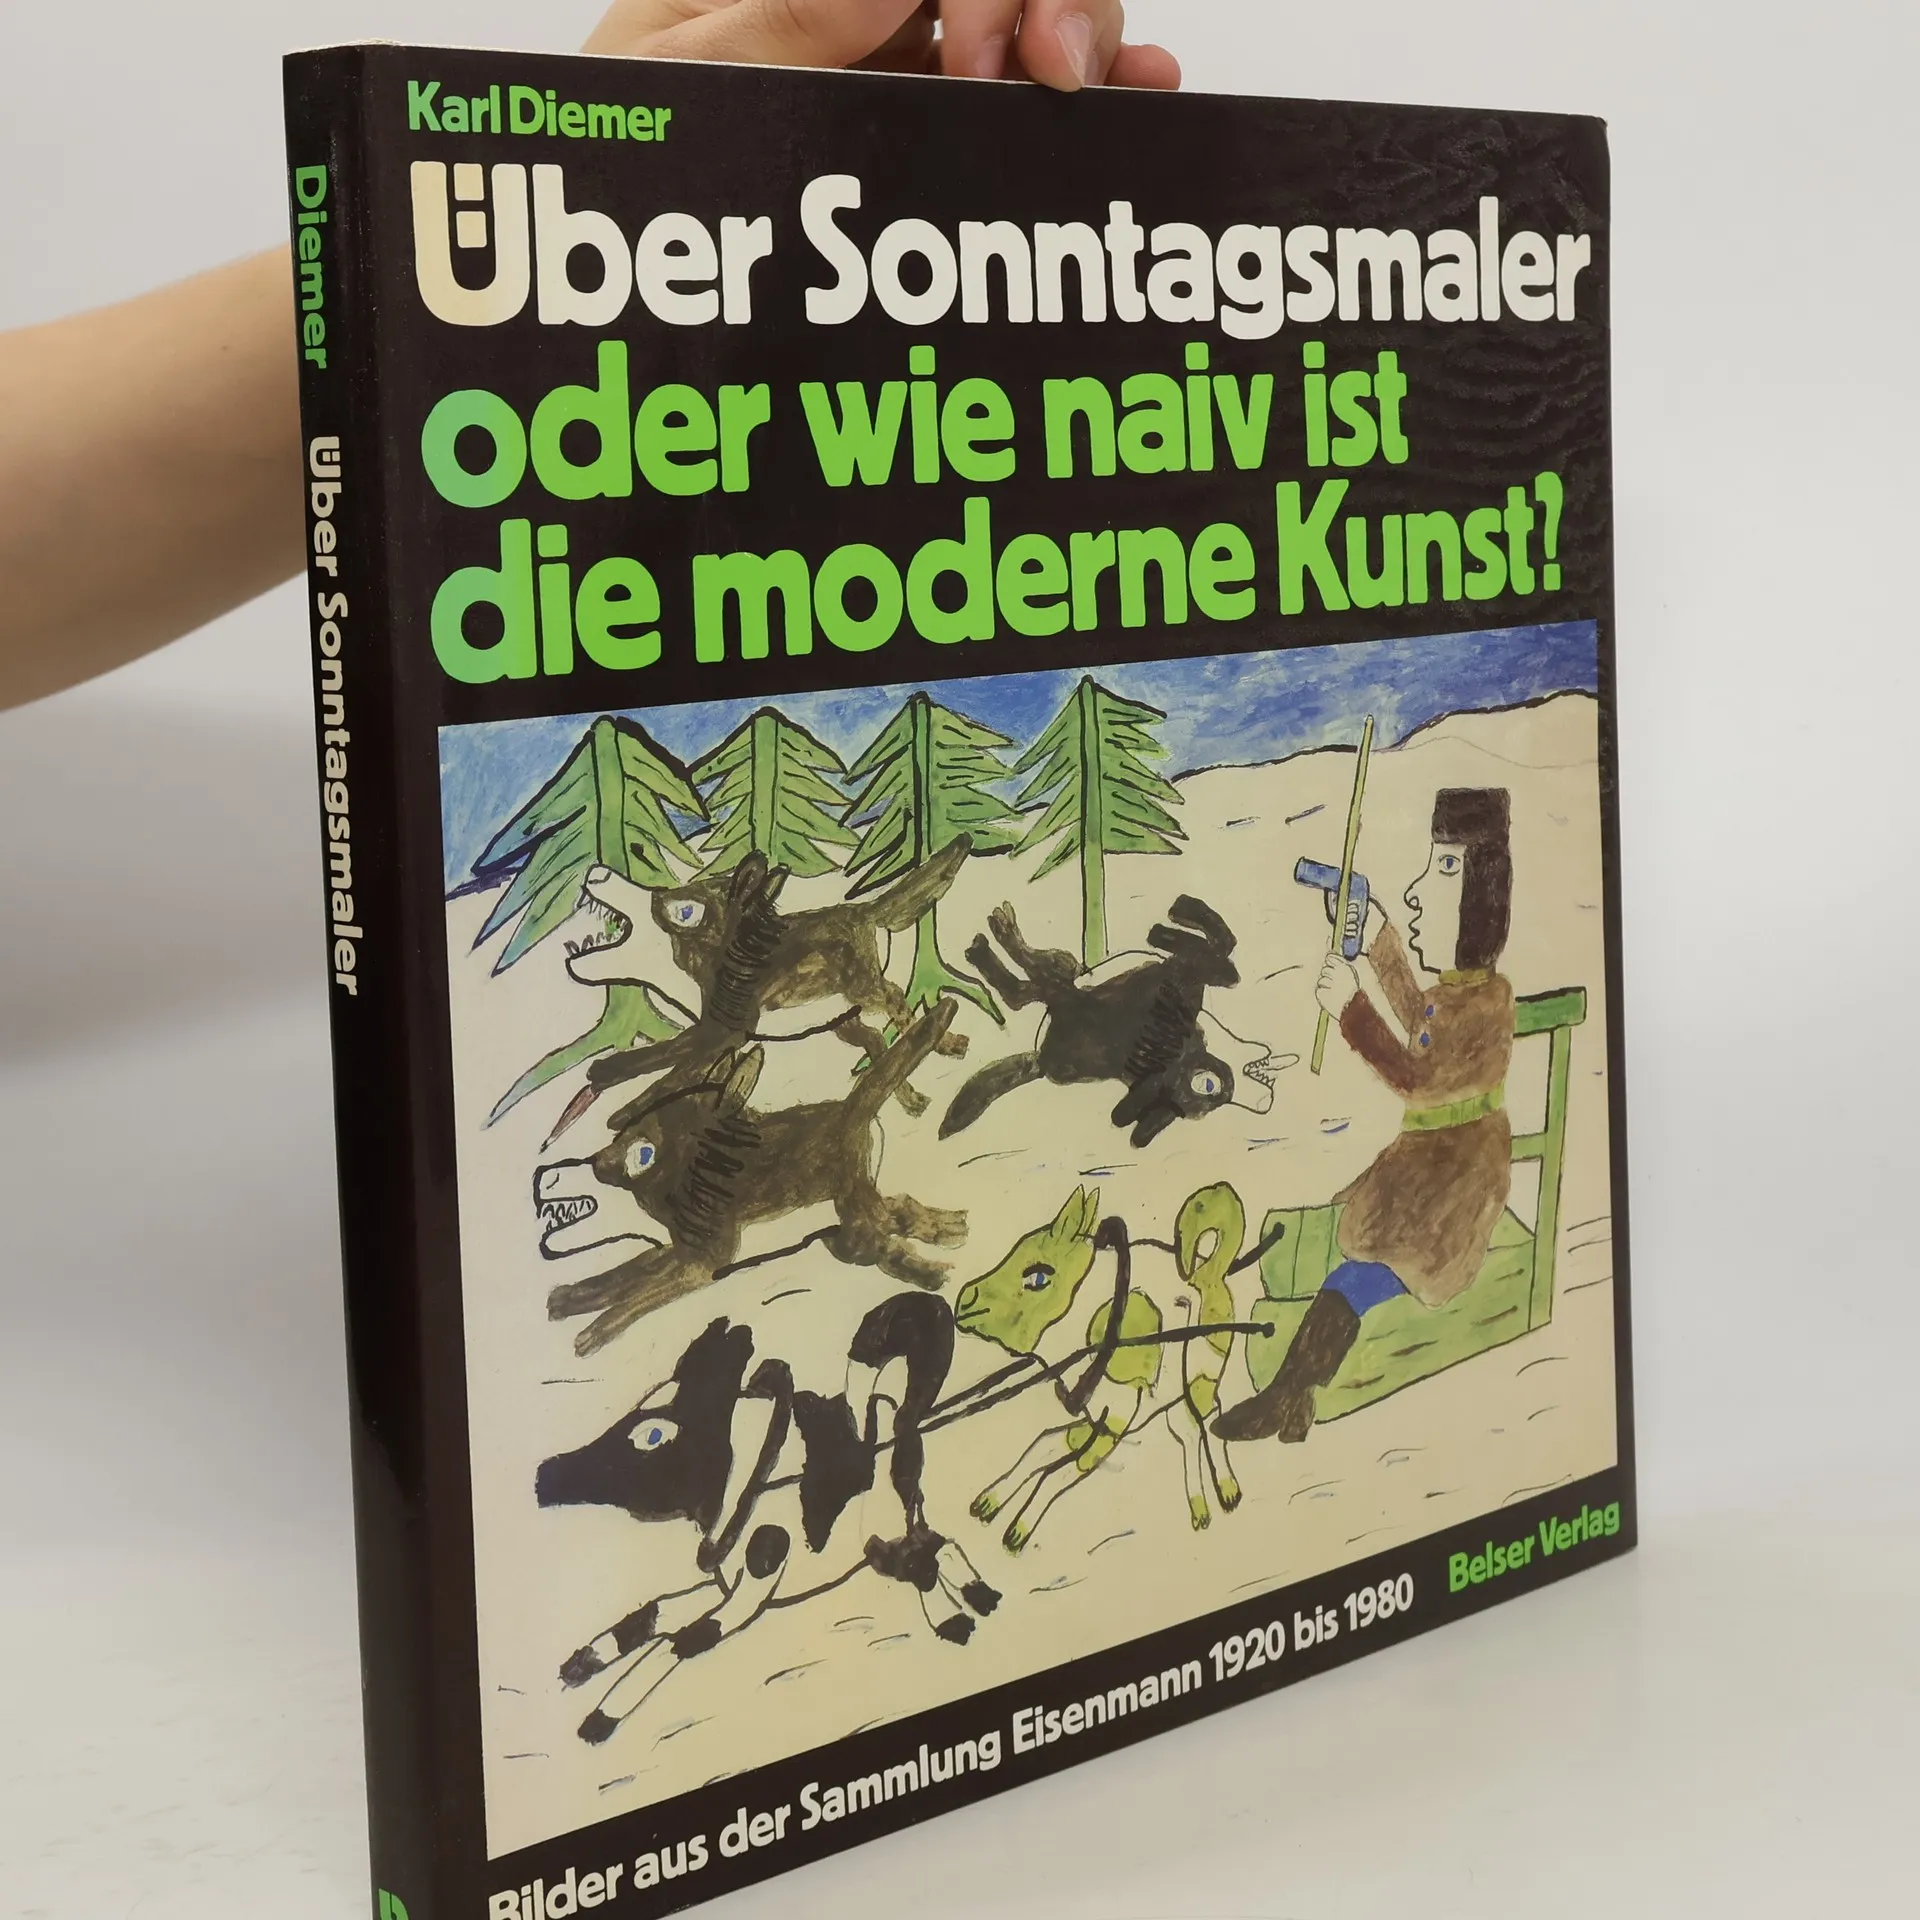 Karl Diemer
Über Sonntagsmaler
oder wie naiv ist
die moderne Kunst?
Bilder aus der Sammlung Eisenmann 1920 bis 1980
Belser Verlag
Diemer Über Sonntagsmaler